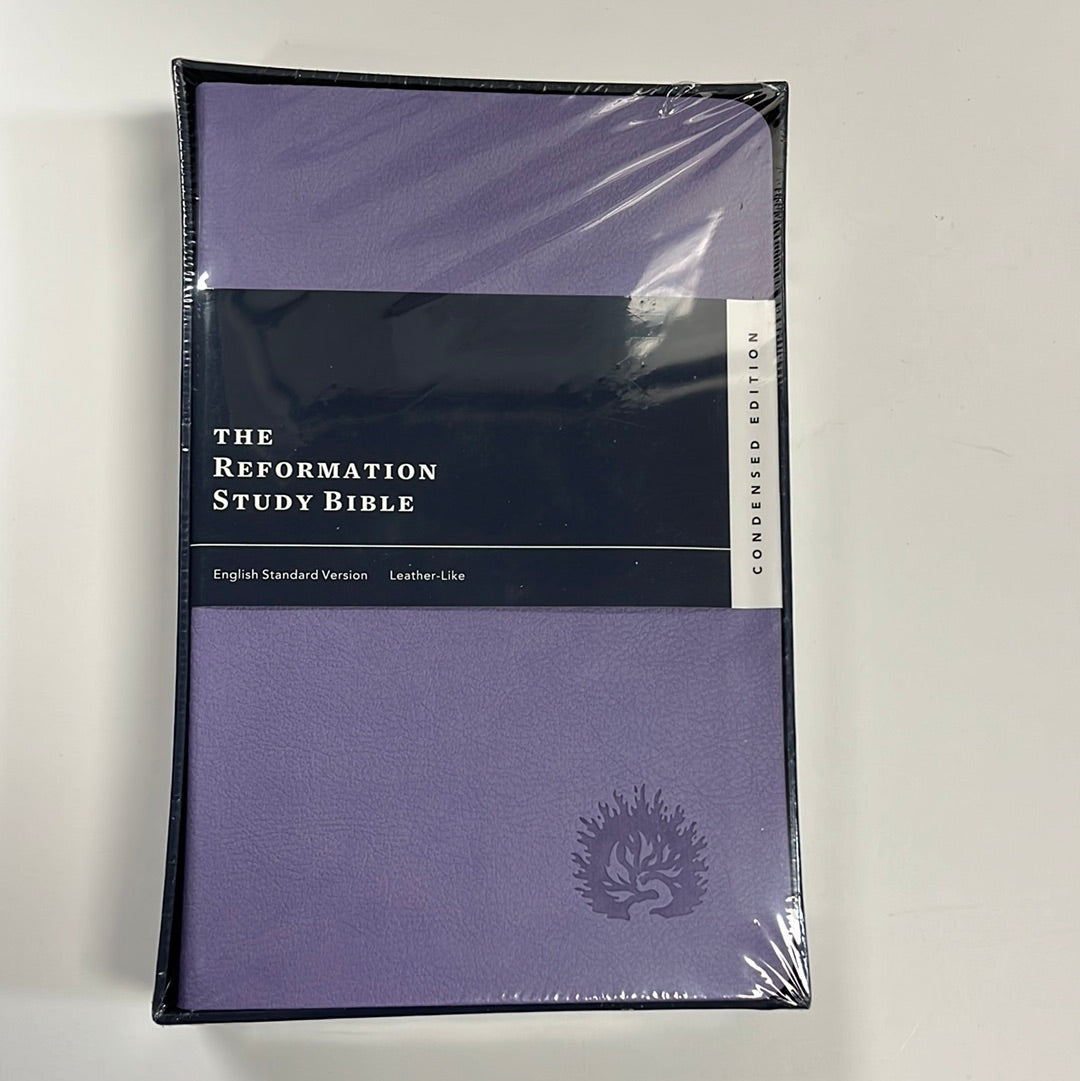 THE
REFORMATION
STUDY BIBLE
English Standard Version Leather-Like
CONDENSED EDITION